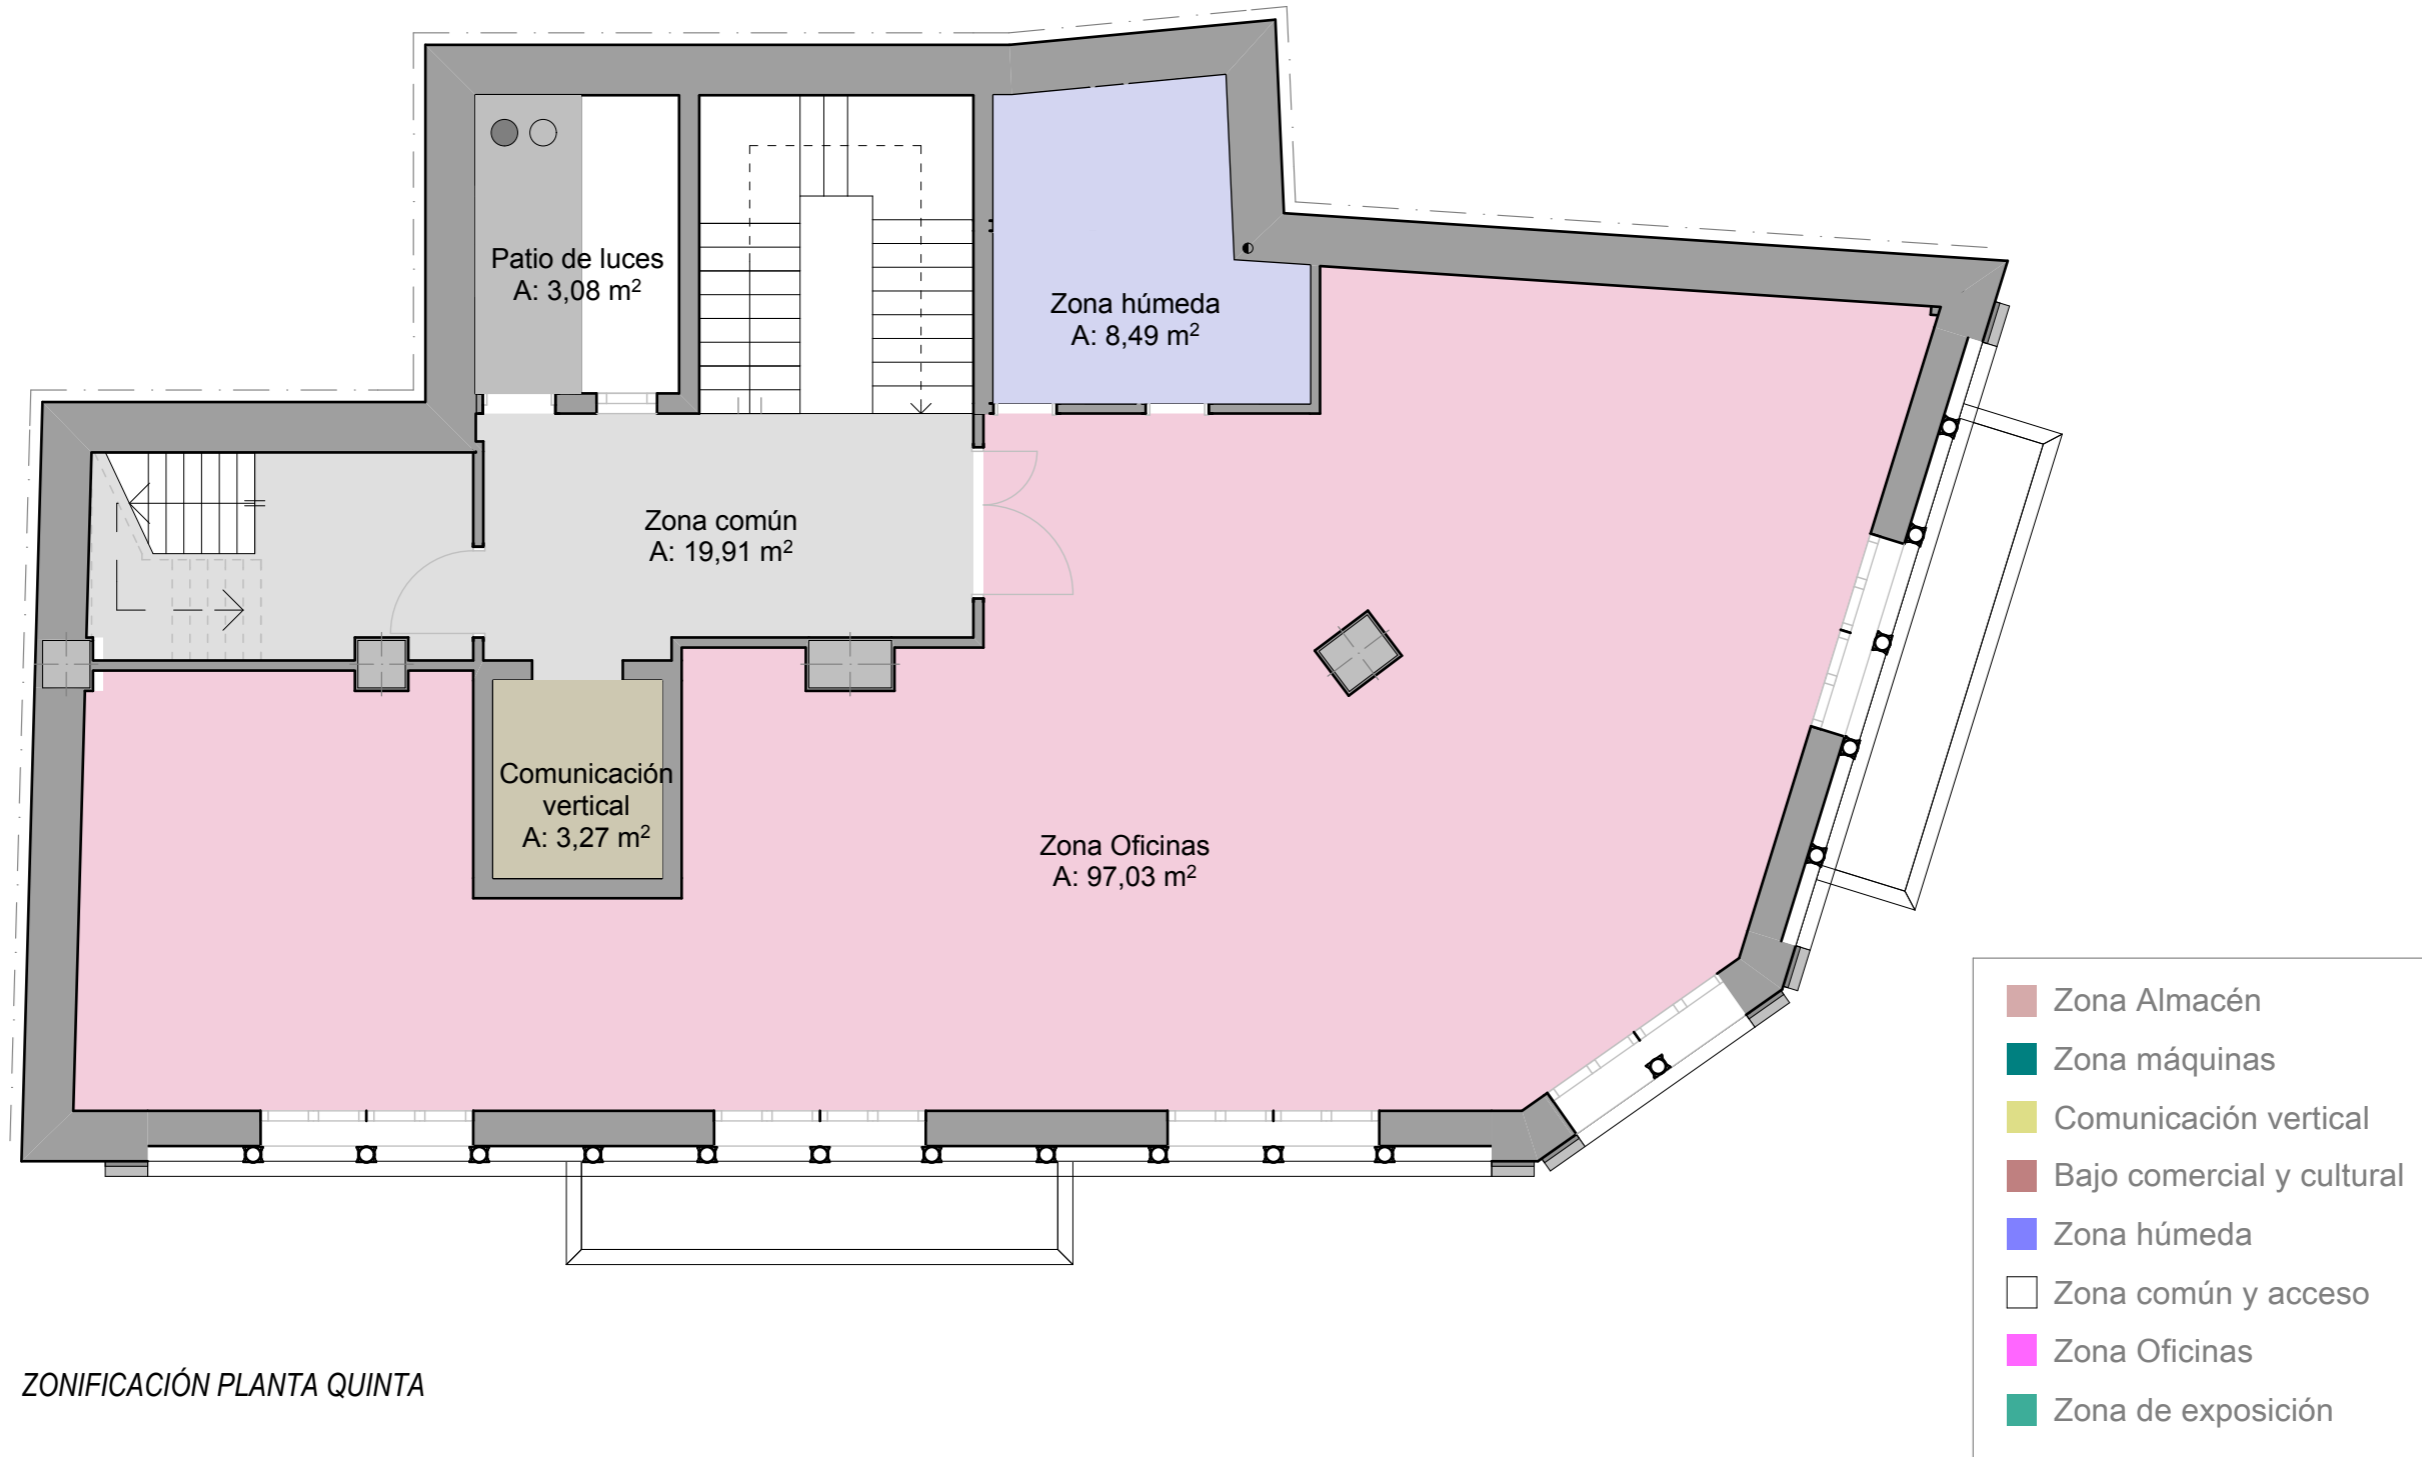 Patio de luces
A: 3,08 m²
Zona húmeda
A: 8,49 m²
Zona común
A: 19,91 m²
Comunicación
vertical
A: 3,27 m²
Zona Oficinas
A: 97,03 m²
Zona Almacén
Zona máquinas
Comunicación vertical
Bajo comercial y cultural
Zona húmeda
Zona común y acceso
Zona Oficinas
Zona de exposición
ZONIFICACIÓN PLANTA QUINTA